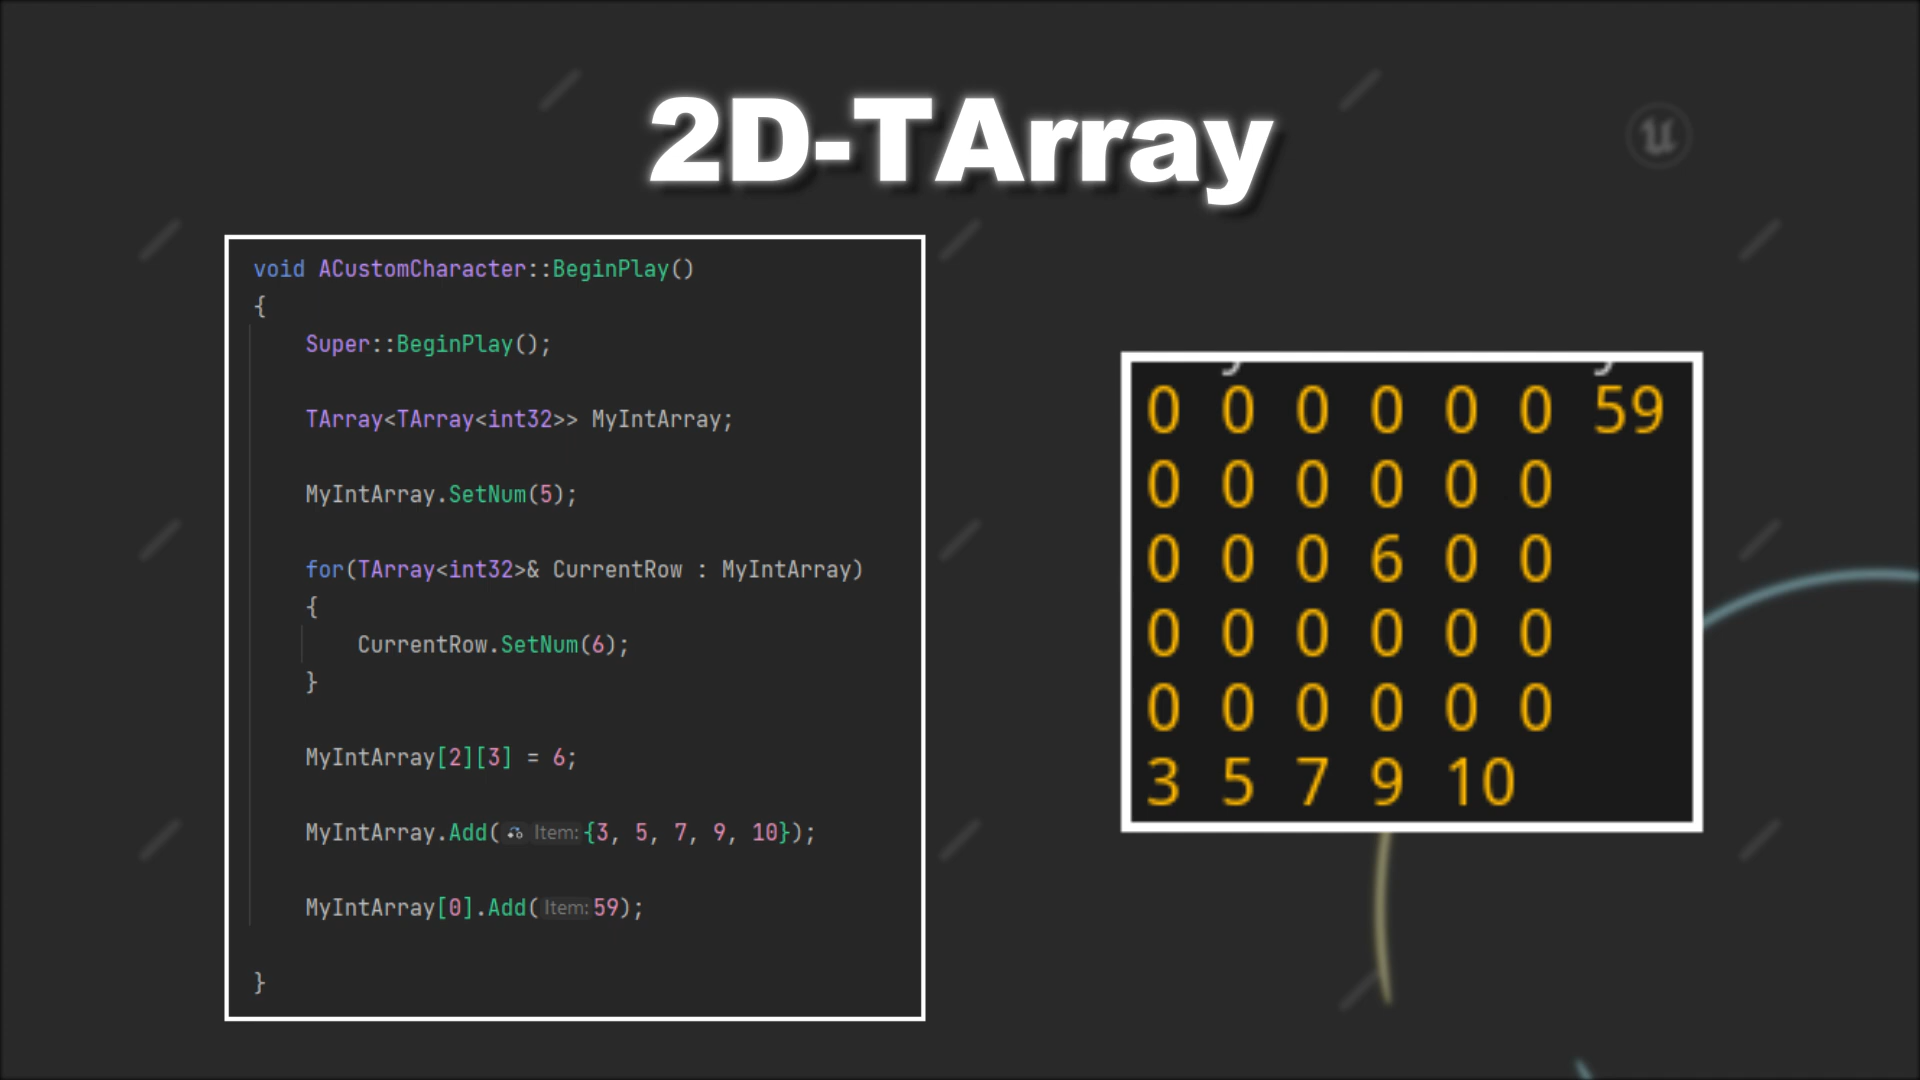 2D-TArray
void ACustomCharacter::BeginPlay()
{
Super::BeginPlay();
TArray<TArray<int32>> MyIntArray;
MyIntArray.SetNum(5);
for(TArray<int32>& CurrentRow : MyIntArray)
{
CurrentRow.SetNum(6);
}
MyIntArray[2][3] = 6;
MyIntArray.Add( Item:{3, 5, 7, 9, 10});
MyIntArray[0].Add( Item:59);
}
0 0 0 0 0 0 59
0 0 0 0 0 0
0 0 0 6 0 0
0 0 0 0 0 0
0 0 0 0 0 0
3 5 7 9 10